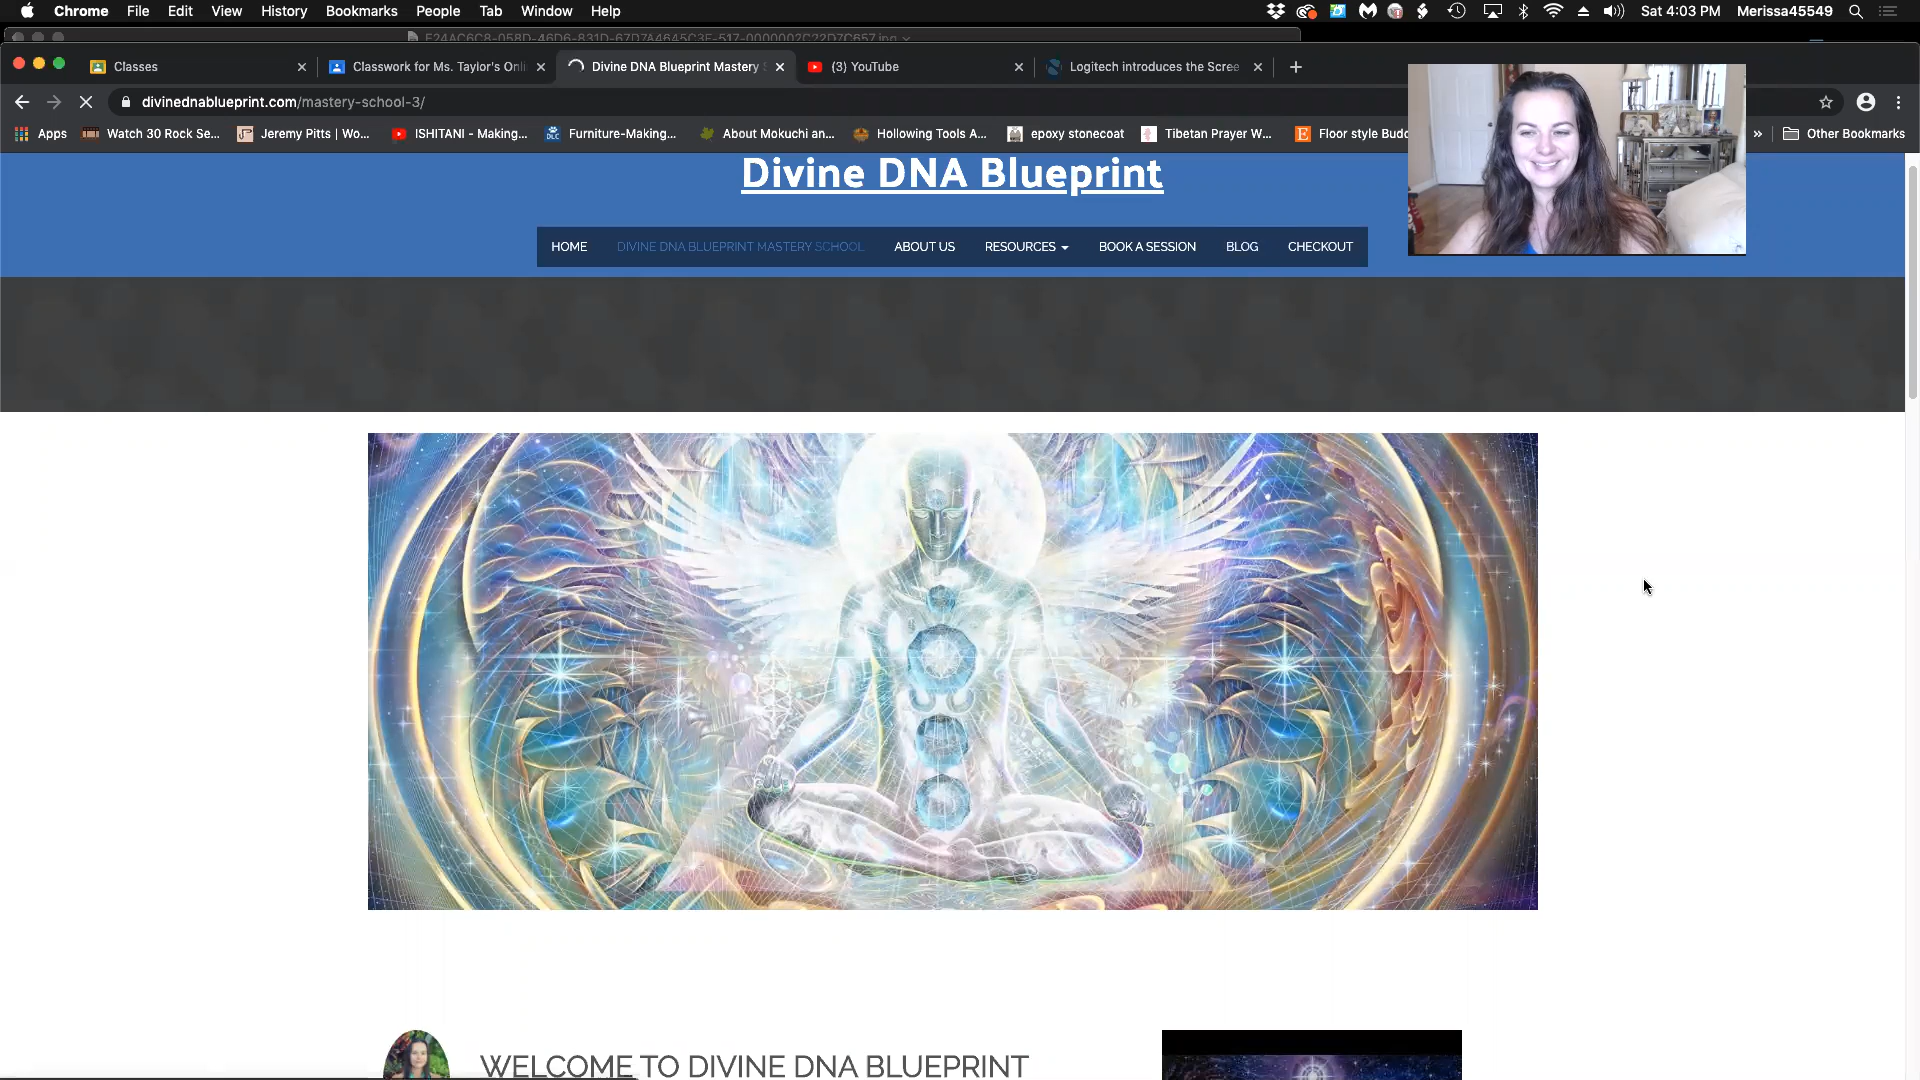 Chrome File Edit View History Bookmarks People Tab Window Help Sat 4:03 PM Merissa45549
Classes Classwork for Ms. Taylor's Onli Divine DNA Blueprint Mastery S (3) YouTube Logitech introduces the Scree
divinednablueprint.com/mastery-school-3/
Apps Watch 30 Rock Se... Jeremy Pitts | Wo... ISHITANI - Making... Furniture-Making... About Mokuchi an... Hollowing Tools A... epoxy stonecoat Tibetan Prayer W... Floor style Budd » Other Bookmarks
Divine DNA Blueprint
HOME DIVINE DNA BLUEPRINT MASTERY SCHOOL ABOUT US RESOURCES BOOK A SESSION BLOG CHECKOUT
WELCOME TO DIVINE DNA BLUEPRINT